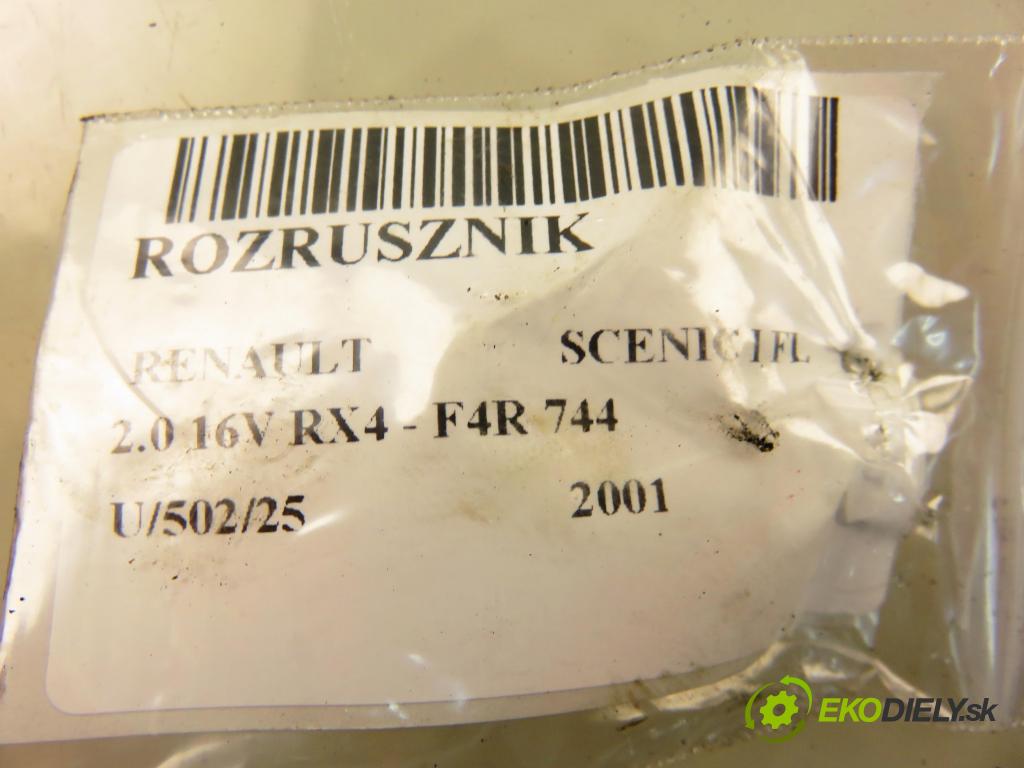 ROZRUSZNIK
RENAULT SCENIC I FL
2.0 16V RX4 - F4R 744
U/502/25 2001
EKODIELY.sk